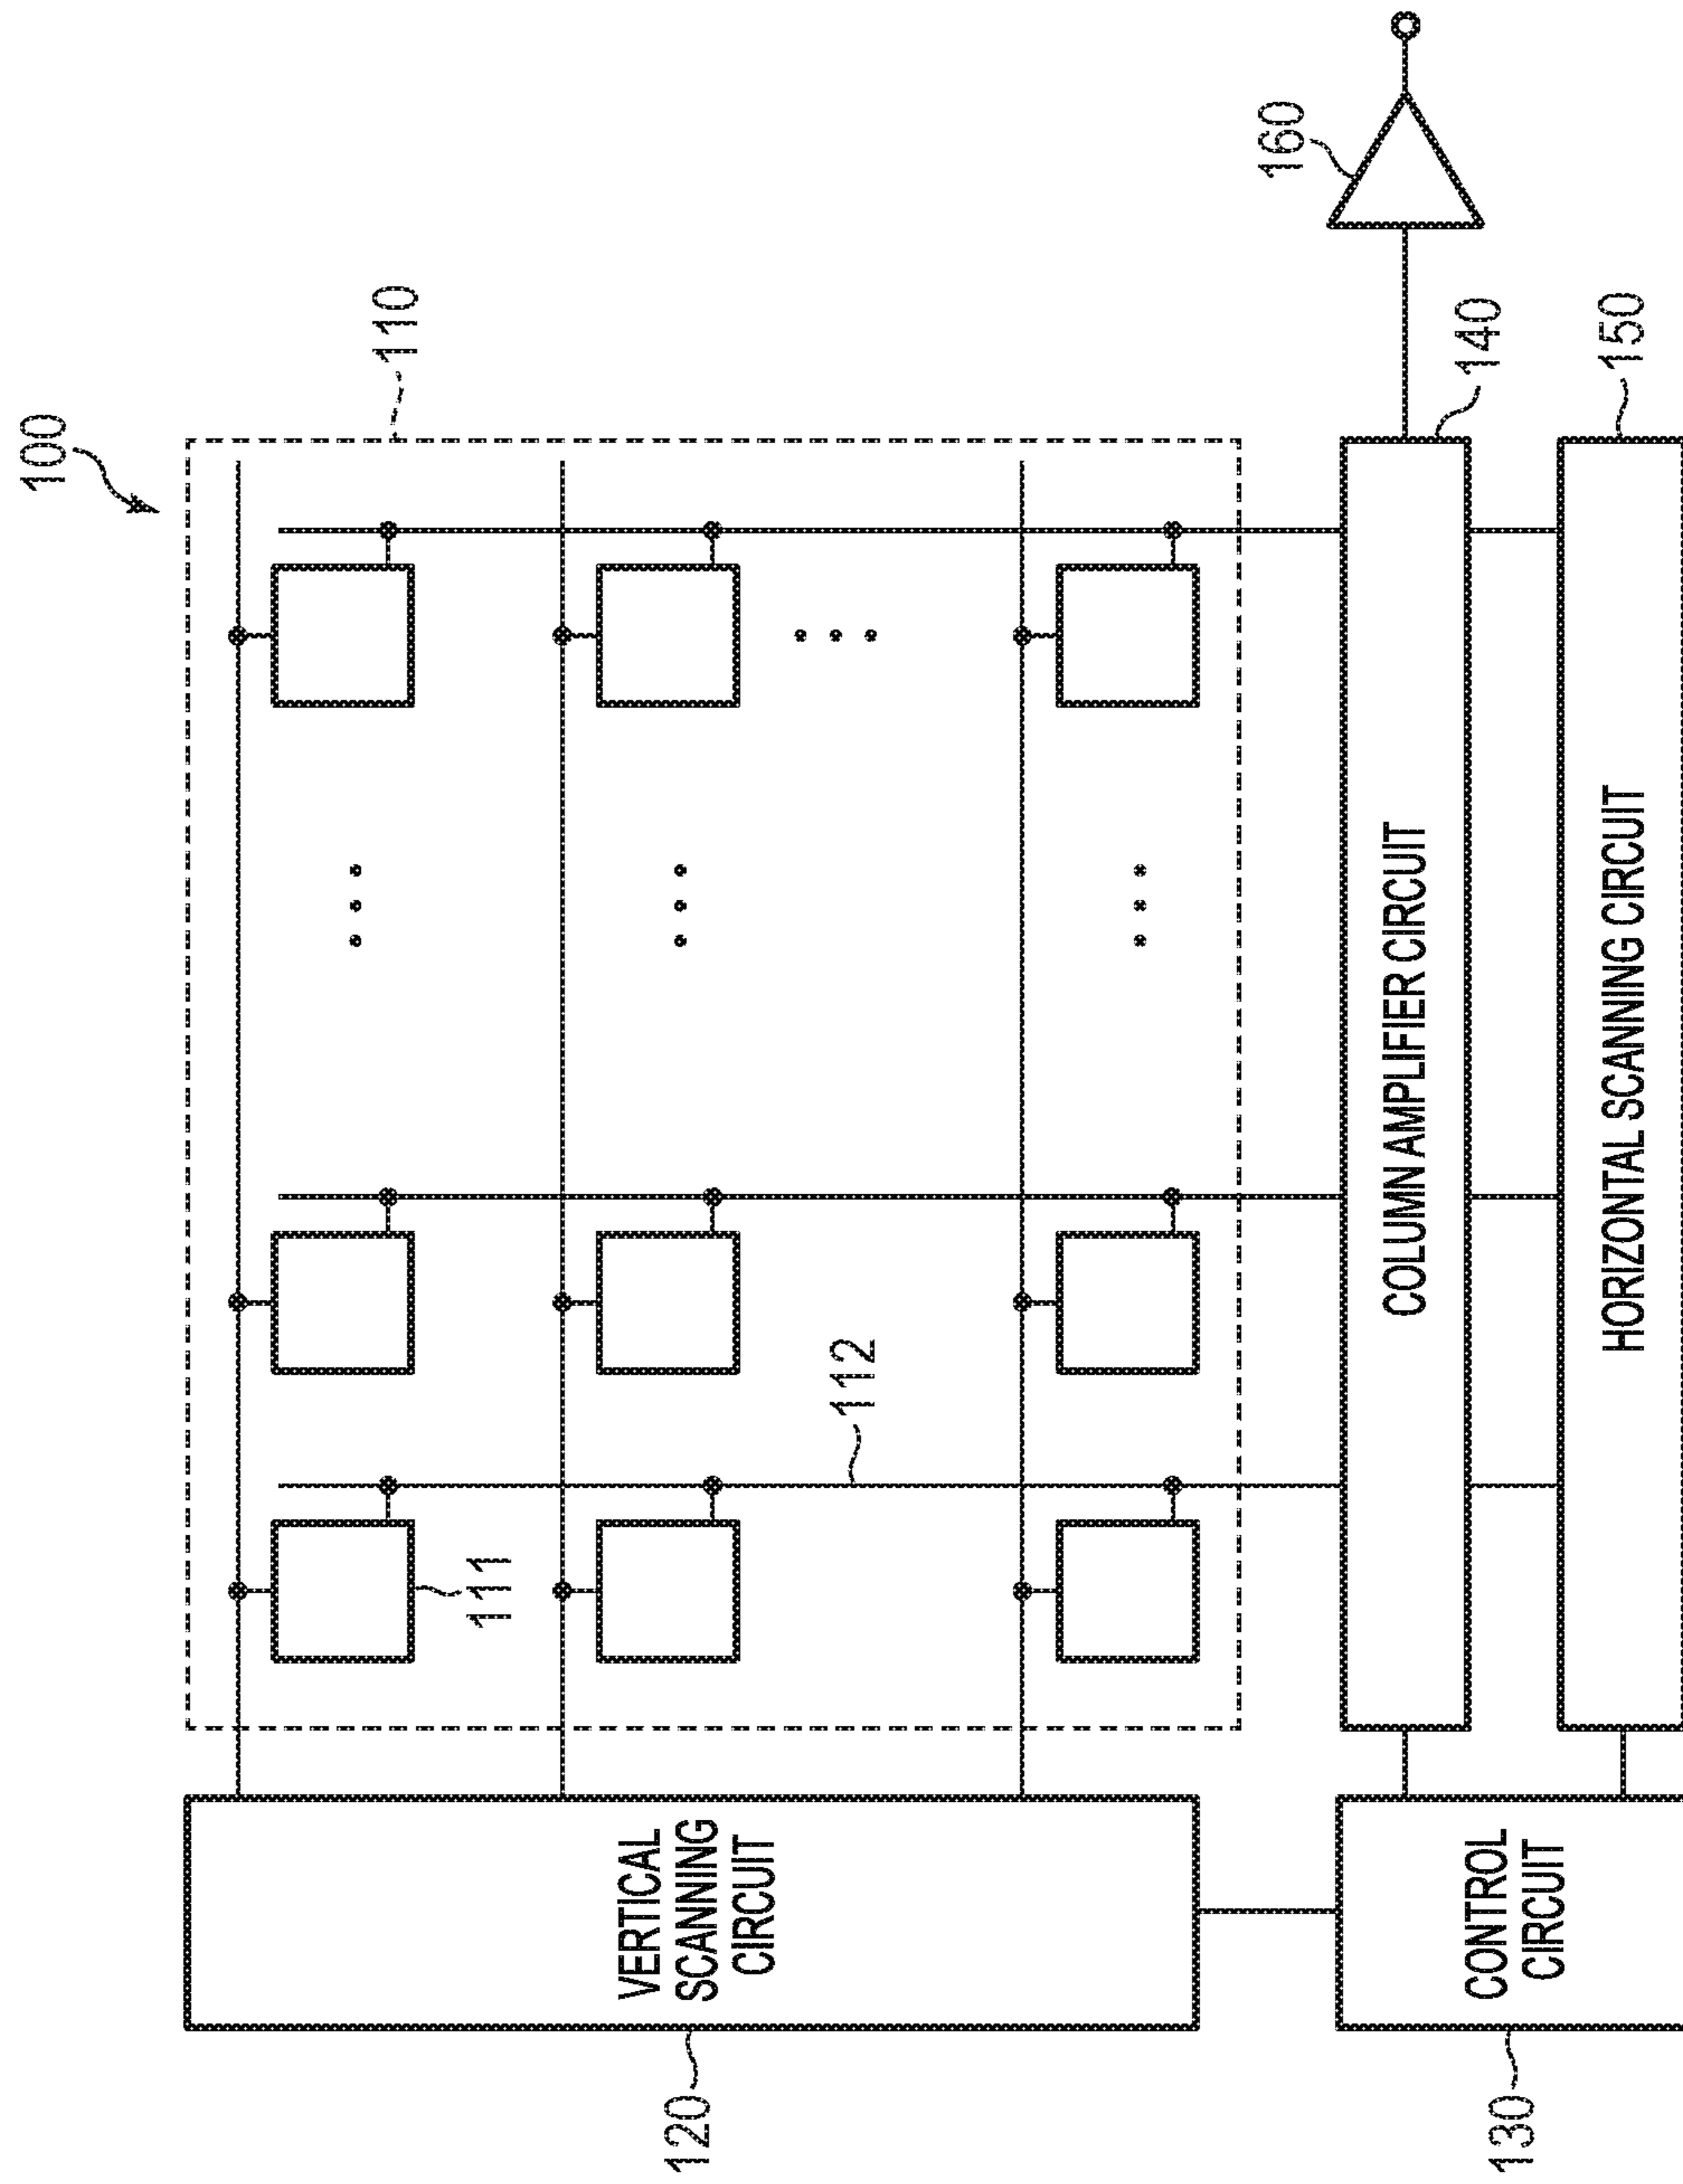 100
110
120
VERTICAL
SCANNING
CIRCUIT
111
112
160
130
CONTROL
CIRCUIT
COLUMN AMPLIFIER CIRCUIT
140
HORIZONTAL SCANNING CIRCUIT
150